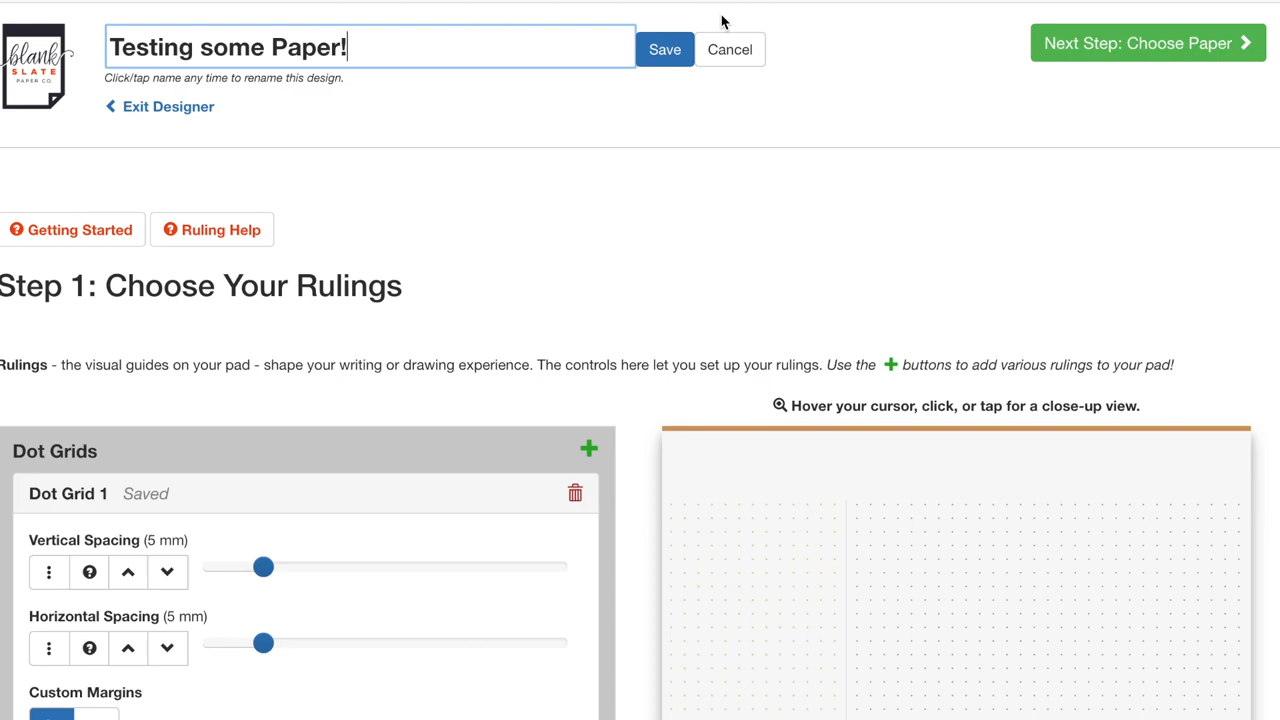 blank
SLATE
PAPER CO.
Testing some Paper!
Save
Cancel
Next Step: Choose Paper
Click/tap name any time to rename this design.
Exit Designer
Getting Started
Ruling Help
Step 1: Choose Your Rulings
Rulings - the visual guides on your pad - shape your writing or drawing experience. The controls here let you set up your rulings. Use the + buttons to add various rulings to your pad!
Hover your cursor, click, or tap for a close-up view.
Dot Grids
Dot Grid 1 Saved
Vertical Spacing (5 mm)
Horizontal Spacing (5 mm)
Custom Margins